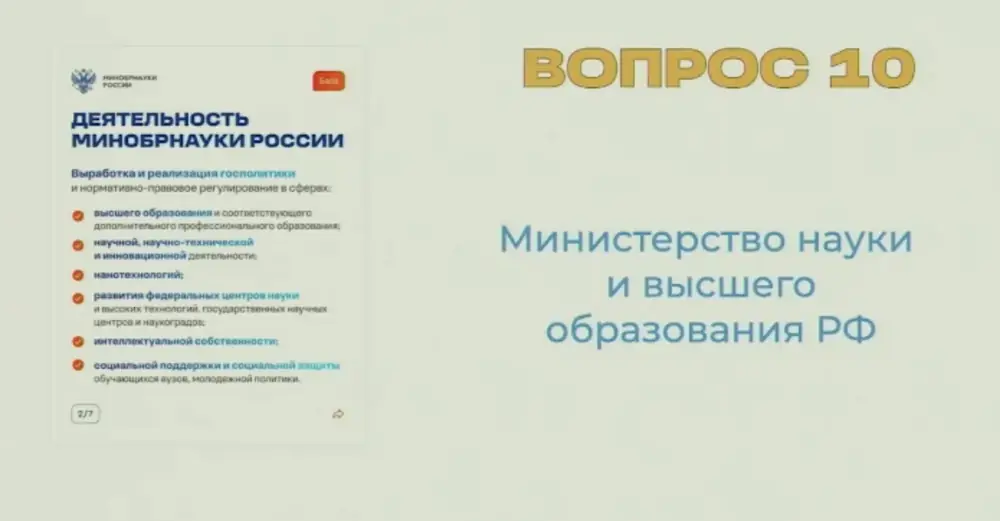 МИНОБРНАУКИ
РОССИИ
База
ДЕЯТЕЛЬНОСТЬ
МИНОБРНАУКИ РОССИИ
Выработка и реализация госполитики
и нормативно-правовое регулирование в сферах:
высшего образования и соответствующего
дополнительного профессионального образования;
научной, научно-технической
и инновационной деятельности;
нанотехнологий;
развития федеральных центров науки
и высоких технологий, государственных научных
центров и наукоградов;
интеллектуальной собственности;
социальной поддержки и социальной защиты
обучающихся вузов, молодежной политики.
2/7
ВОПРОС 10
Министерство науки
и высшего
образования РФ